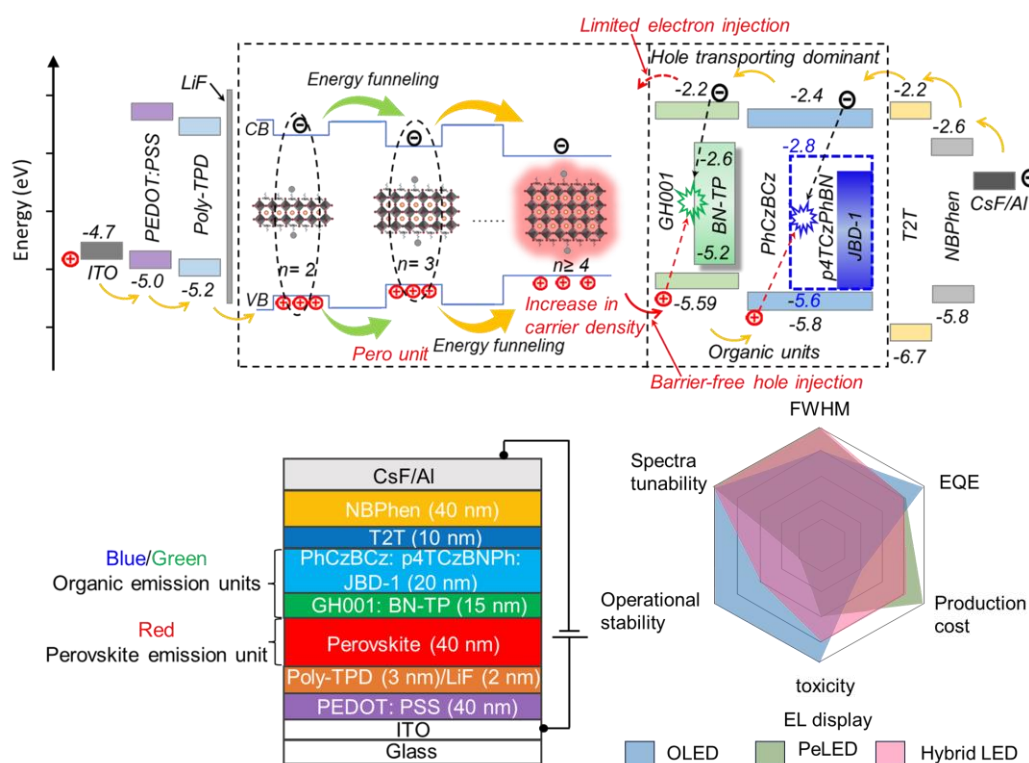 Limited electron injection
Hole transporting dominant
LiF
Energy funneling
CB
Energy (eV)
PEDOT:PSS
Poly-TPD
-4.7
ITO
-5.0
-5.2
VB
n= 2
n= 3
......
n≥ 4
Increase in
carrier density
Pero unit
Energy funneling
Barrier-free hole injection
-2.2
GH001
-2.6
BN-TP
-5.2
-5.59
-2.4
PhCzBCz
-2.8
p4TCzPhBN
JBD-1
-5.6
-5.8
Organic units
-2.2
T2T
-6.7
-2.6
NBPhen
-5.8
CsF/Al
CsF/Al
NBPhen (40 nm)
T2T (10 nm)
PhCzBCz: p4TCzBNPh:
JBD-1 (20 nm)
GH001: BN-TP (15 nm)
Perovskite (40 nm)
Poly-TPD (3 nm)/LiF (2 nm)
PEDOT: PSS (40 nm)
ITO
Glass
Blue/Green
Organic emission units
Red
Perovskite emission unit
FWHM
Spectra
tunability
EQE
Operational
stability
Production
cost
toxicity
EL display
OLED
PeLED
Hybrid LED